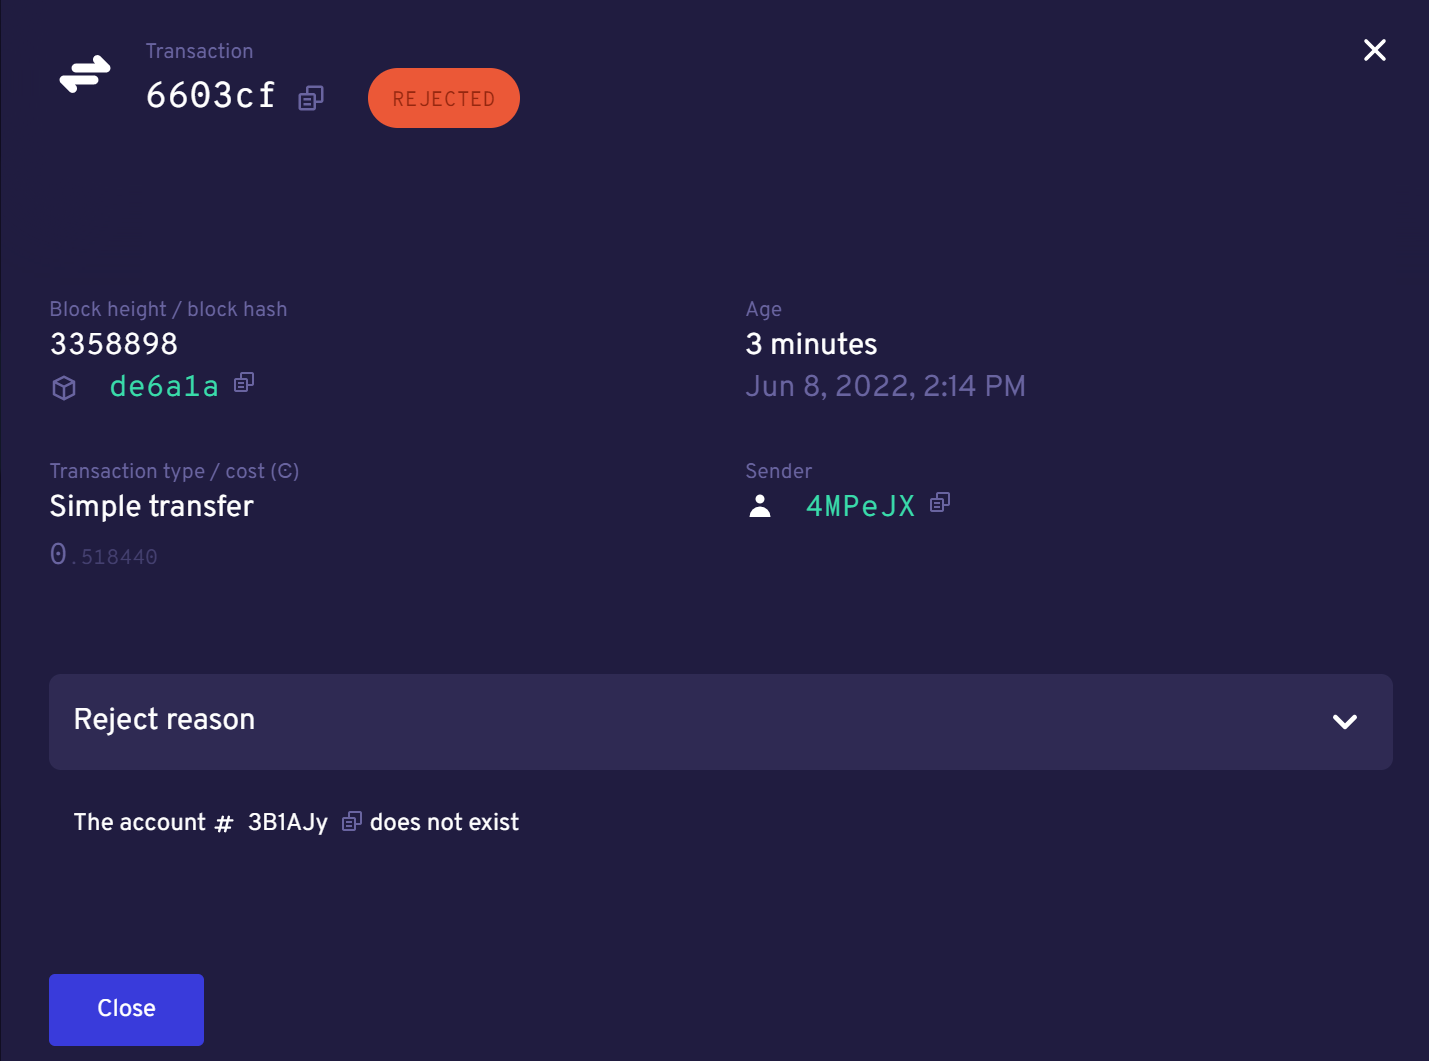 Transaction
6603cf
REJECTED
Block height / block hash
3358898
de6a1a
Age
3 minutes
Jun 8, 2022, 2:14 PM
Transaction type / cost (Ͼ)
Simple transfer
0.518440
Sender
4MPeJX
Reject reason
The account # 3B1AJy does not exist
Close